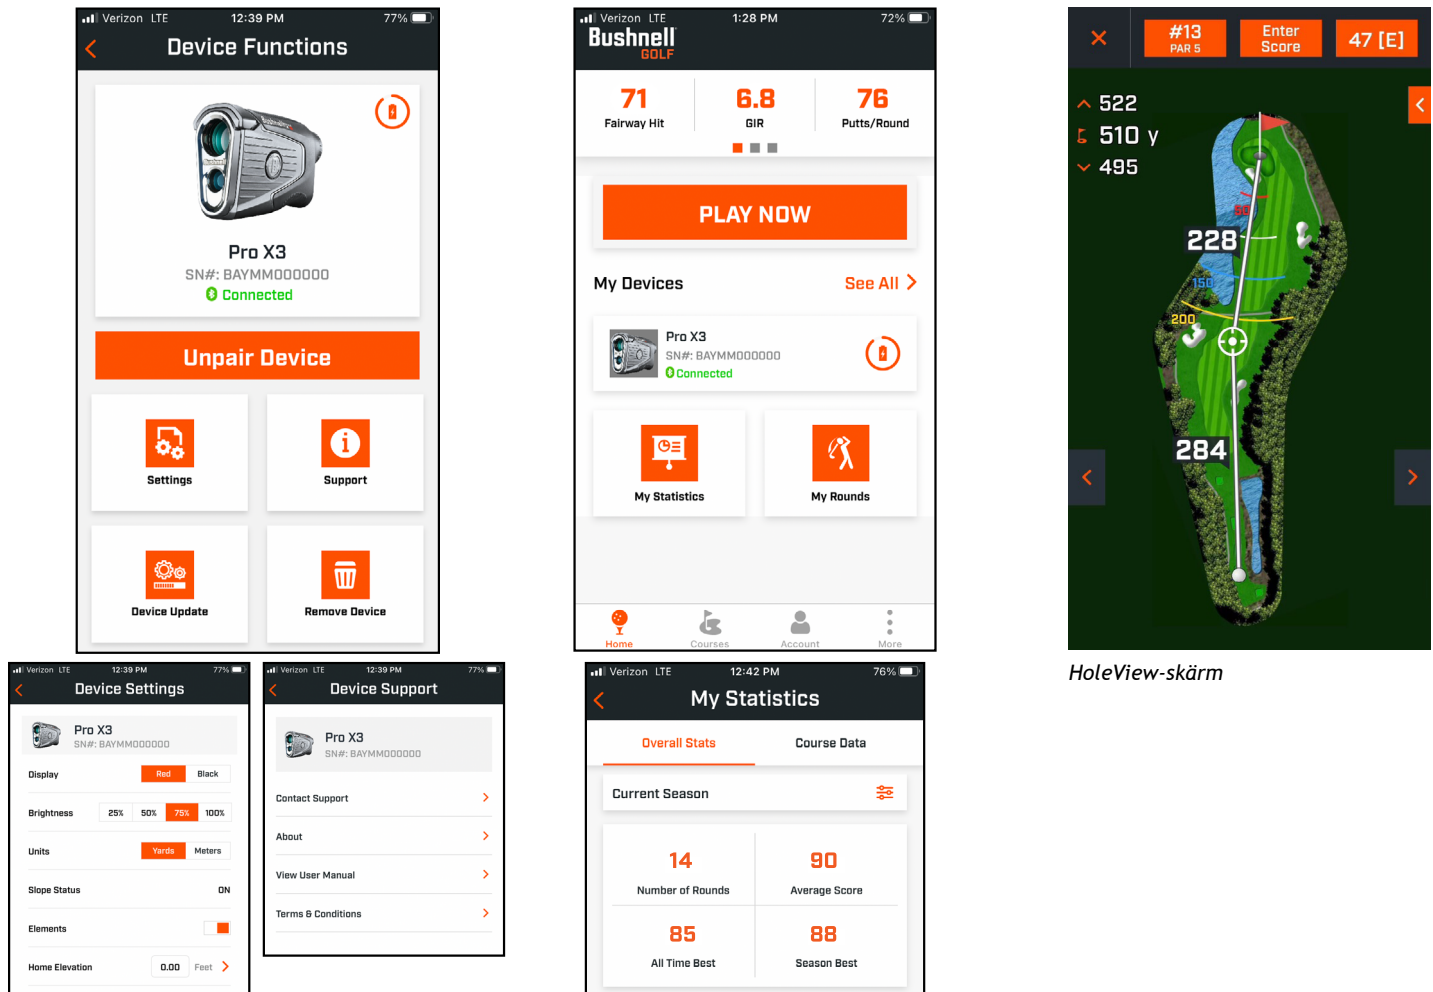 Verizon LTE 12:39 PM 77%
Device Functions
Pro X3
SN#: BAYMM000000
Connected
Unpair Device
Settings Support
Device Update Remove Device
Verizon LTE 1:28 PM 72%
Bushnell
GOLF
71 6.8 76
Fairway Hit GIR Putts/Round
PLAY NOW
My Devices See All
Pro X3
SN#: BAYMM000000
Connected
My Statistics My Rounds
Home Courses Account More
#13
PAR 5
Enter
Score
47 [E]
522
510 y
495
60
228
150
200
284
HoleView-skärm
Verizon LTE 12:39 PM 77%
Device Settings
Pro X3
SN#: BAYMM000000
Display Red Black
Brightness 25% 50% 75% 100%
Units Yards Meters
Slope Status ON
Elements
Home Elevation 0.00 Feet
Verizon LTE 12:39 PM 77%
Device Support
Pro X3
SN#: BAYMM000000
Contact Support
About
View User Manual
Terms & Conditions
Verizon LTE 12:42 PM 76%
My Statistics
Overall Stats Course Data
Current Season
14 90
Number of Rounds Average Score
85 88
All Time Best Season Best